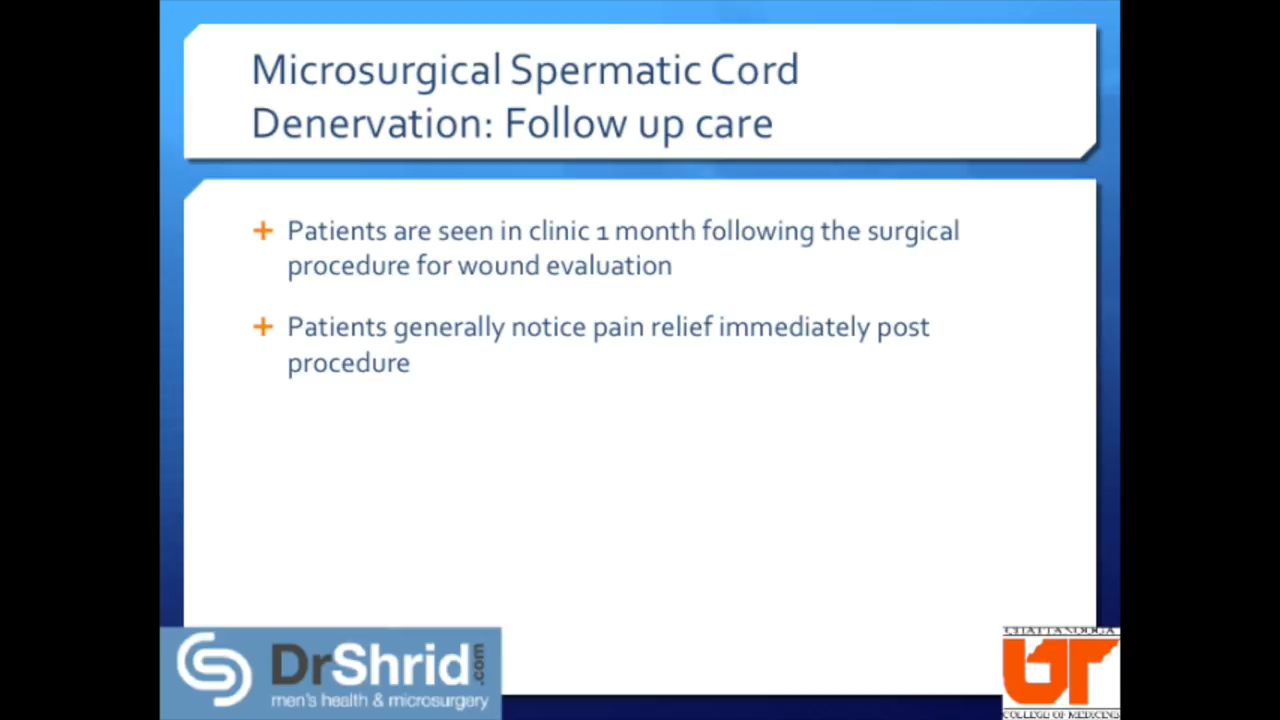 Microsurgical Spermatic Cord
Denervation: Follow up care
+ Patients are seen in clinic 1 month following the surgical
procedure for wound evaluation
+ Patients generally notice pain relief immediately post
procedure
DrShrid.com
men's health & microsurgery
CHATTANOOGA
UT
COLLEGE OF MEDICINE